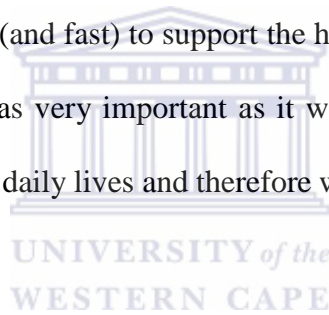 (and fast) to support the h
as very important as it w
daily lives and therefore w
UNIVERSITY of the
WESTERN CAPE